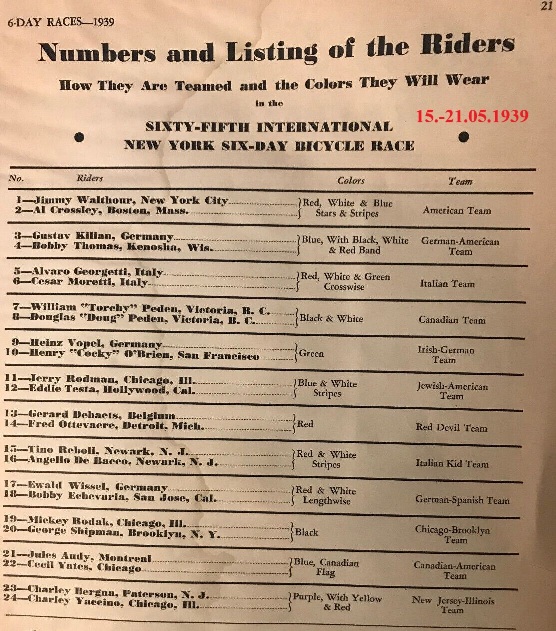 21
6-DAY RACES—1939
Numbers and Listing of the Riders
How They Are Teamed and the Colors They Will Wear
in the
15.-21.05.1939
SIXTY-FIFTH INTERNATIONAL
NEW YORK SIX-DAY BICYCLE RACE
No. Riders Colors Team
1—Jimmy Walthour, New York City
2—Al Crossley, Boston, Mass.
Red, White & Blue
Stars & Stripes
American Team
3—Gustav Kilian, Germany
4—Bobby Thomas, Kenosha, Wis.
Blue, With Black, White
& Red Band
German-American
Team
5—Alvaro Georgetti, Italy
6—Cesar Moretti, Italy
Red, White & Green
Crosswise
Italian Team
7—William "Torchy" Peden, Victoria, B. C.
8—Douglas "Doug" Peden, Victoria, B. C.
Black & White
Canadian Team
9—Heinz Vopel, Germany
10—Henry "Cocky" O'Brien, San Francisco
Green
Irish-German
Team
11—Jerry Rodman, Chicago, Ill.
12—Eddie Testa, Hollywood, Cal.
Blue & White
Stripes
Jewish-American
Team
13—Gerard Debaets, Belgium
14—Fred Ottevaere, Detroit, Mich.
Red
Red Devil Team
15—Tino Reboli, Newark, N. J.
16—Angello De Bacco, Newark, N. J.
Red & White
Stripes
Italian Kid Team
17—Ewald Wissel, Germany
18—Bobby Echeveria, San Jose, Cal.
Red & White
Lengthwise
German-Spanish Team
19—Mickey Rodak, Chicago, Ill.
20—George Shipman, Brooklyn, N. Y.
Black
Chicago-Brooklyn
Team
21—Jules Audy, Montreal
22—Cecil Yates, Chicago
Blue, Canadian
Flag
Canadian-American
Team
23—Charley Bergna, Paterson, N. J.
24—Charley Yaccino, Chicago, Ill.
Purple, With Yellow
& Red
New Jersey-Illinois
Team